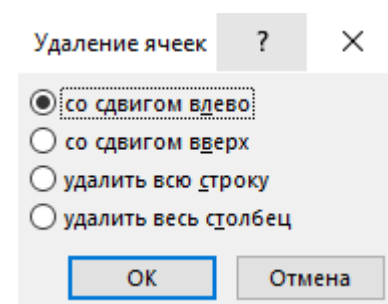 Удаление ячеек ?
со сдвигом влево
со сдвигом вверх
удалить всю строку
удалить весь столбец
ОК Отмена